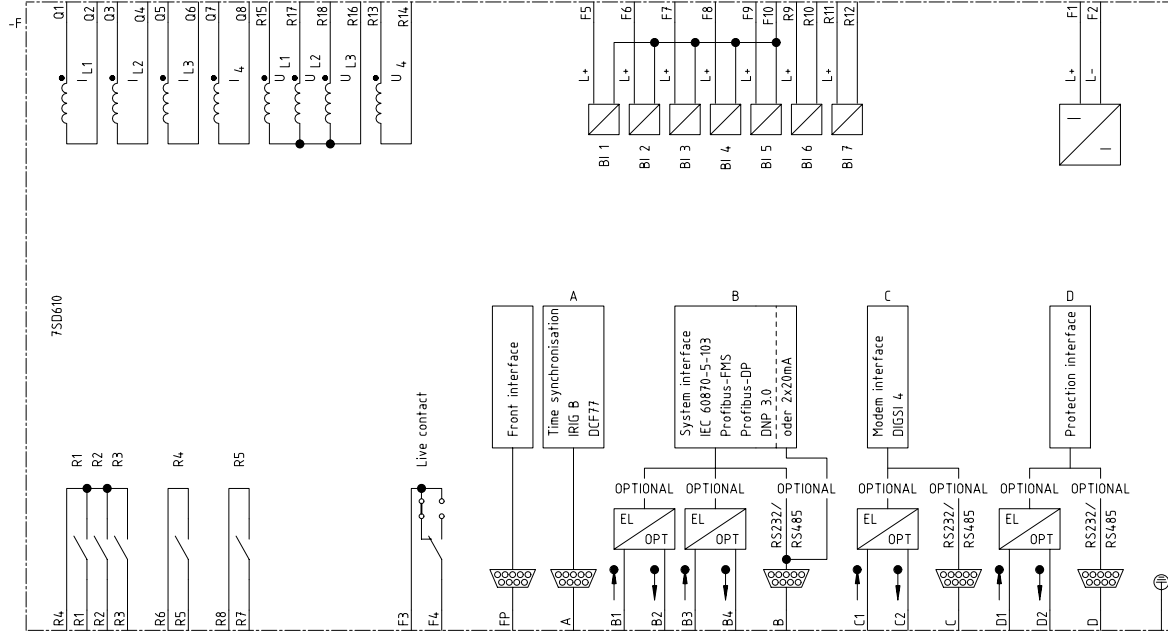 -F
Q1
Q2
Q3
Q4
Q5
Q6
Q7
Q8
R15
R17
R18
R16
R13
R14
F5
F6
F7
F8
F9
F10
R9
R10
R11
R12
F1
F2
I L1
I L2
I L3
I 4
U L1
U L2
U L3
U 4
L+
L+
L+
L+
L+
L+
L+
L+
L-
BI 1
BI 2
BI 3
BI 4
BI 5
BI 6
BI 7
7SD610
A
B
C
D
Front interface
Time synchronisation
IRIG B
DCF77
System interface
IEC 60870-5-103
Profibus-FMS
Profibus-DP
DNP 3.0
oder 2x20mA
Modem interface
DIGSI 4
Protection interface
R1
R2
R3
R4
R5
Live contact
OPTIONAL
OPTIONAL
OPTIONAL
OPTIONAL
OPTIONAL
OPTIONAL
OPTIONAL
EL
OPT
EL
OPT
RS232/
RS485
EL
OPT
RS232/
RS485
EL
OPT
RS232/
RS485
R4
R1
R2
R3
R6
R5
R8
R7
F3
F4
FP
A
B1
B2
B3
B4
B
C1
C2
C
D1
D2
D